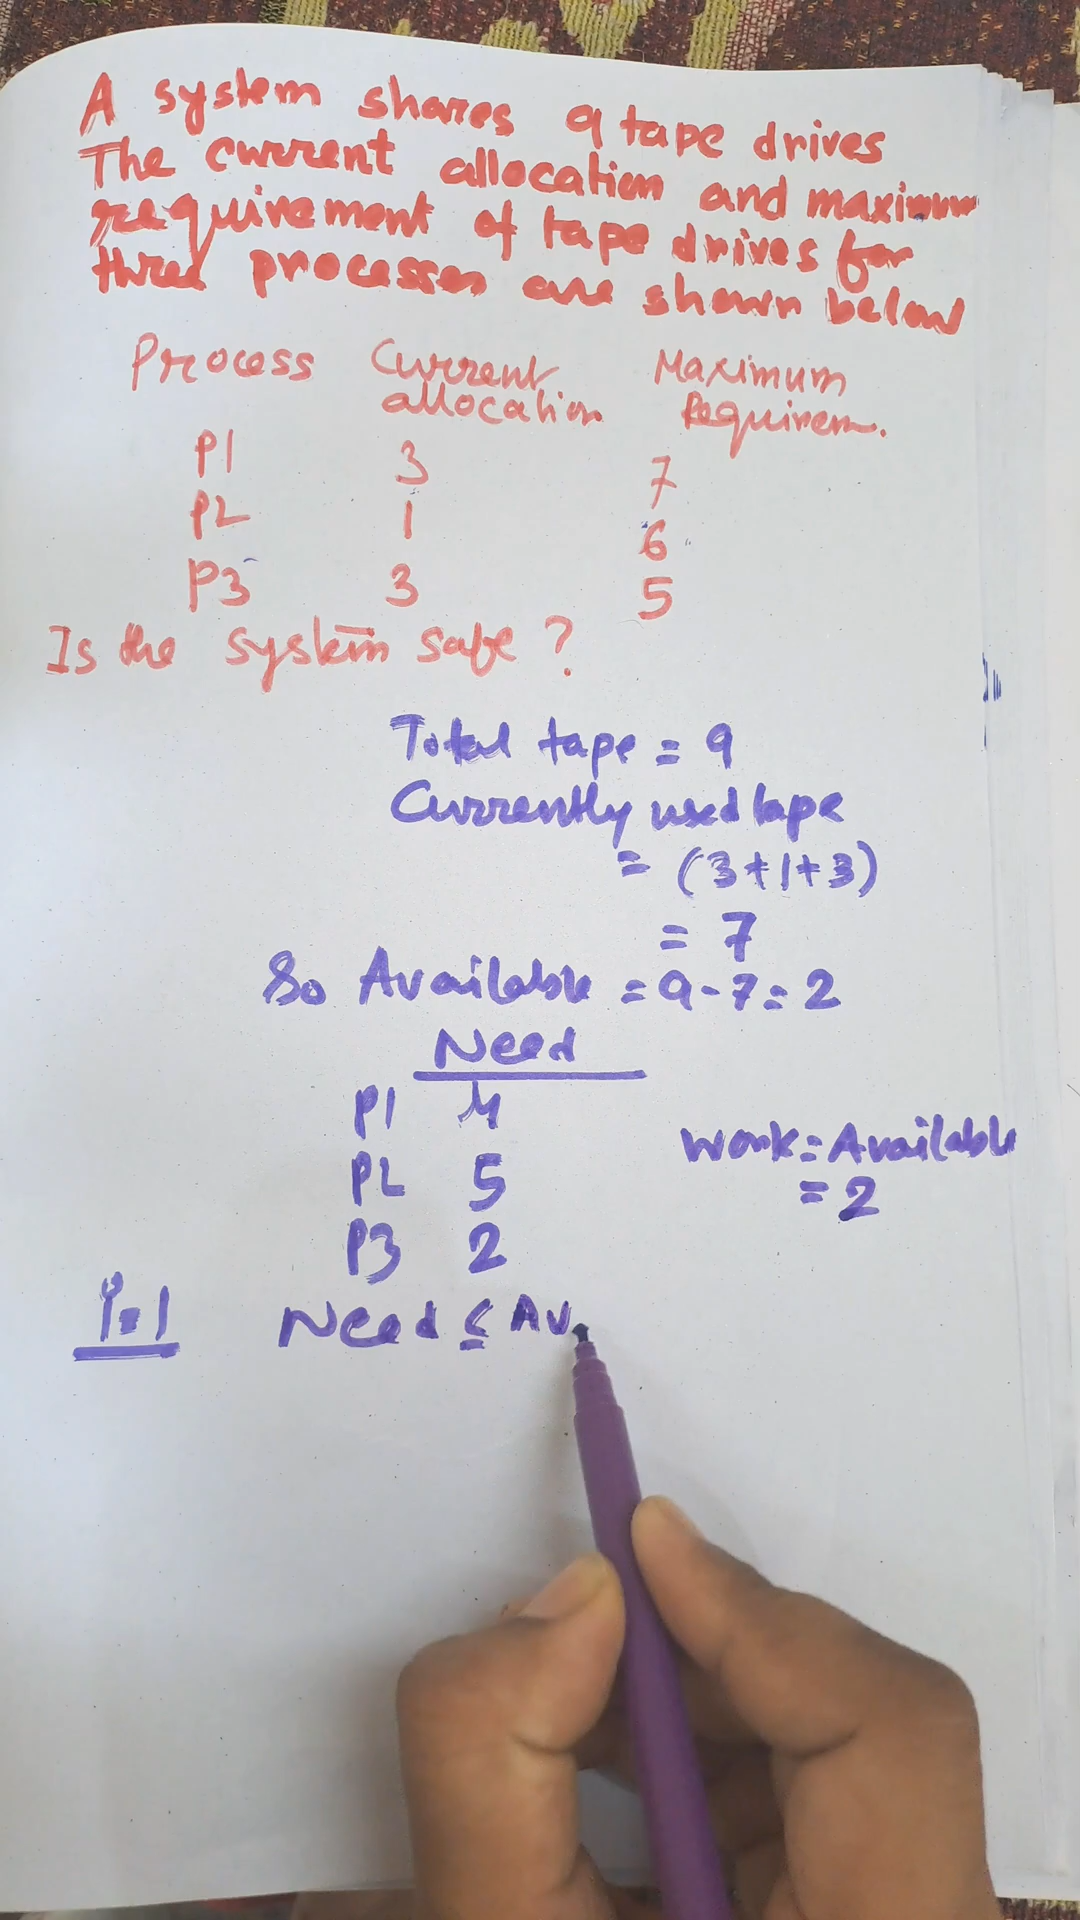 A system shares 9 tape drives
The current allocation and maximum
requirement of tape drives for
three processes are shown below
Process Current allocation Maximum Requirem.
P1 3 7
P2 1 6
P3 3 5
Is the system safe ?
Total tape = 9
Currently used tape
= (3+1+3)
= 7
So Available = 9-7=2
Need
P1 4
P2 5
P3 2
Work = Available
= 2
i=1 Need ≤ Av